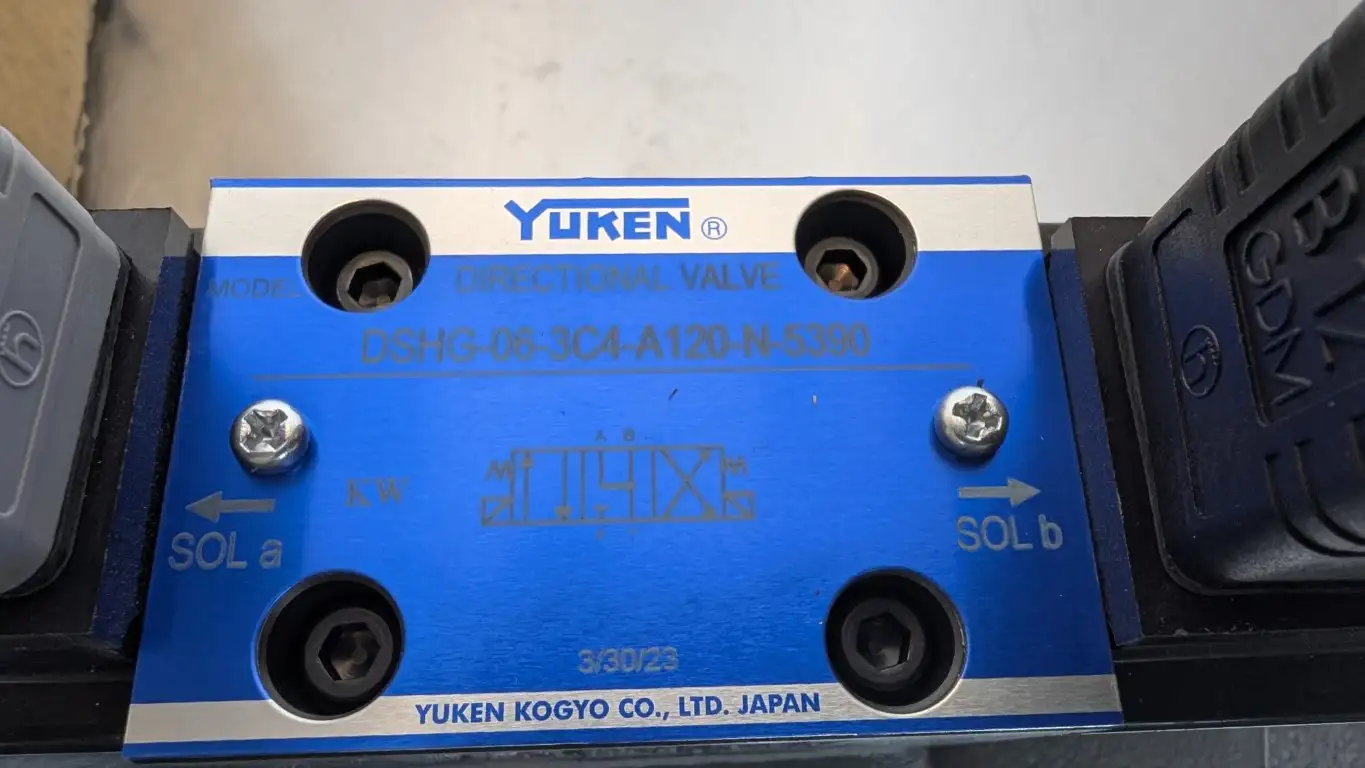 YUKEN®
MODEL
DIRECTIONAL VALVE
DSHG-06-3C4-A120-N-5390
A B
KW
SOL a
SOL b
3/30/23
YUKEN KOGYO CO., LTD. JAPAN
GDM